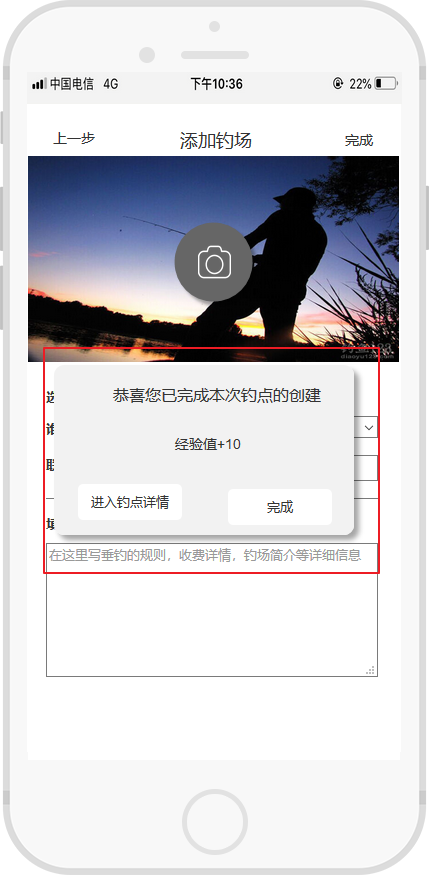 中国电信 4G 下午10:36 22%
上一步 添加钓场 完成
恭喜您已完成本次钓点的创建
经验值+10
进入钓点详情 完成
在这里写垂钓的规则，收费详情，钓场简介等详细信息